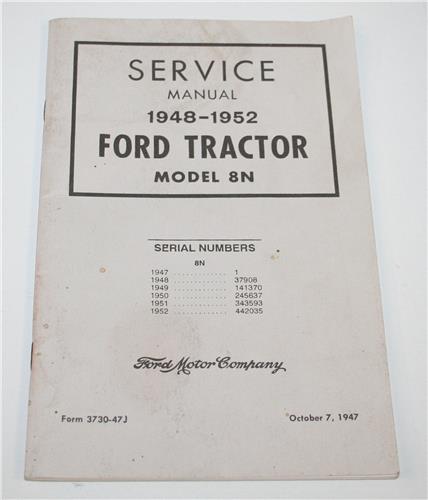 SERVICE
MANUAL
1948-1952
FORD TRACTOR
MODEL 8N
SERIAL NUMBERS
8N
1947 ............ 1
1948 ............ 37908
1949 ............ 141370
1950 ............ 245637
1951 ............ 343593
1952 ............ 442035
Ford Motor Company
Form 3730-47J October 7, 1947